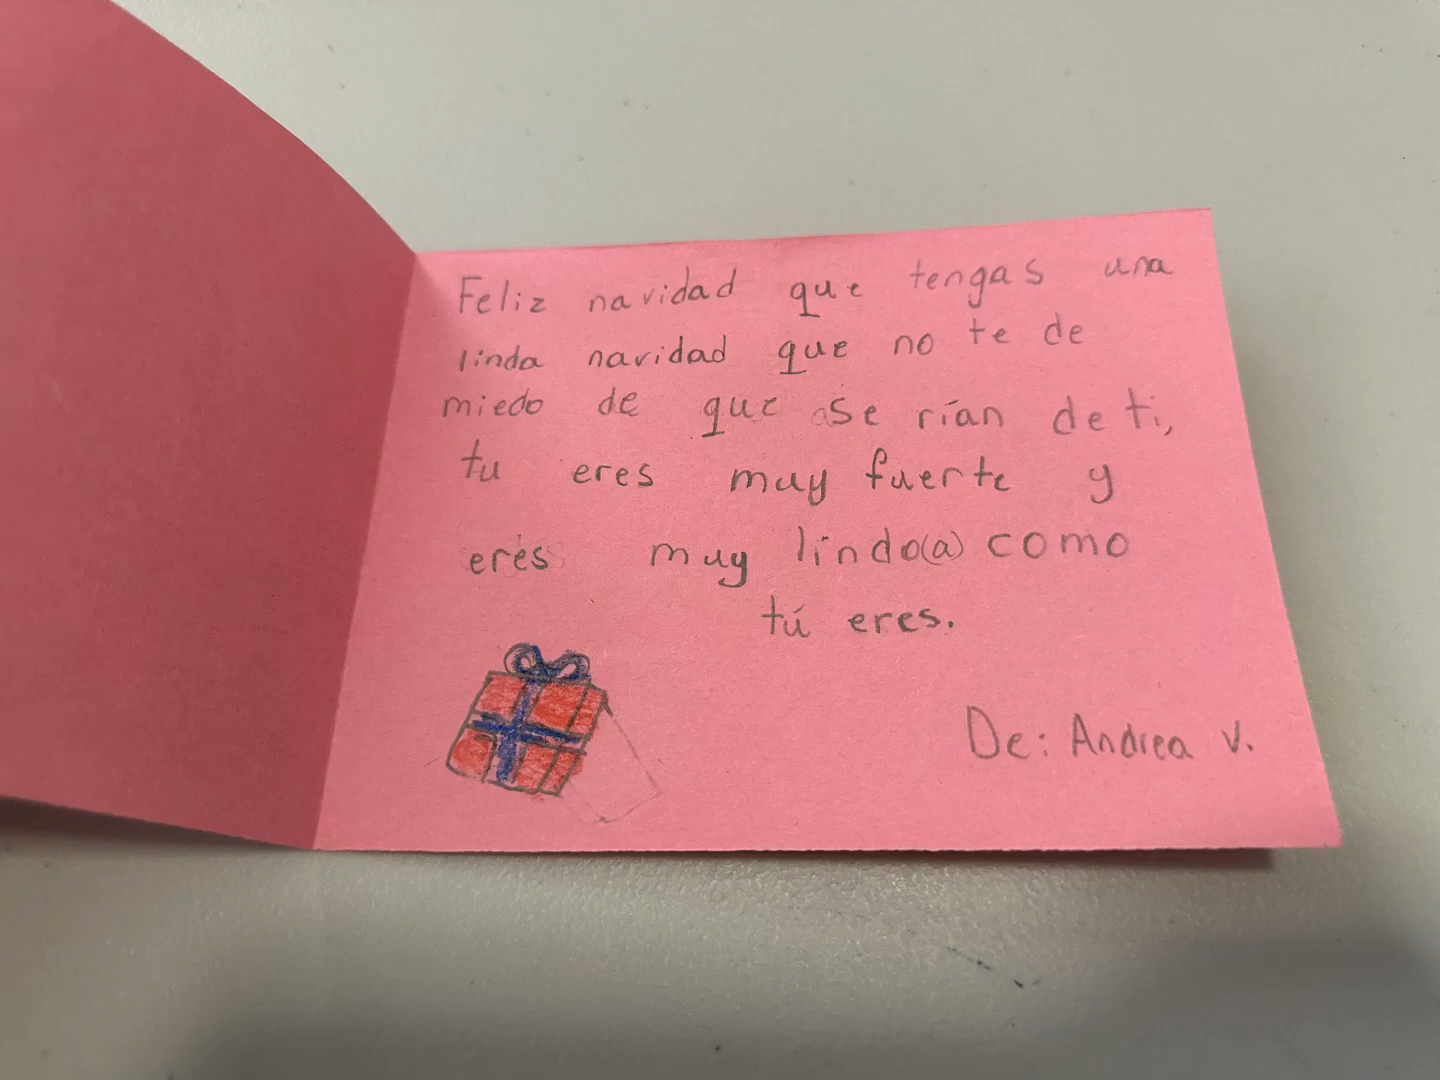 Feliz navidad que tengas una
linda navidad que no te de
miedo de que se rían de ti,
tu eres muy fuerte y
eres muy lindo(a) como
tú eres.
De: Andrea v.